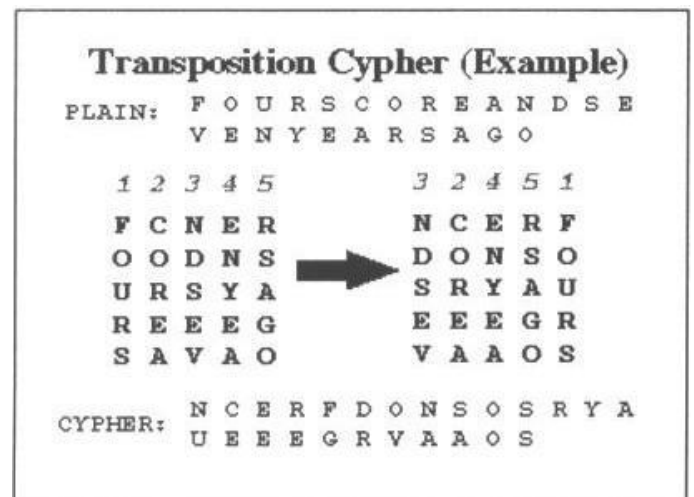 Transposition Cypher (Example)
PLAIN: F O U R S C O R E A N D S E
V E N Y E A R S A G O
1 2 3 4 5 3 2 4 5 1
F C N E R N C E R F
O O D N S D O N S O
U R S Y A S R Y A U
R E E E G E E E G R
S A V A O V A A O S
CYPHER: N C E R F D O N S O S R Y A
U E E E G R V A A O S